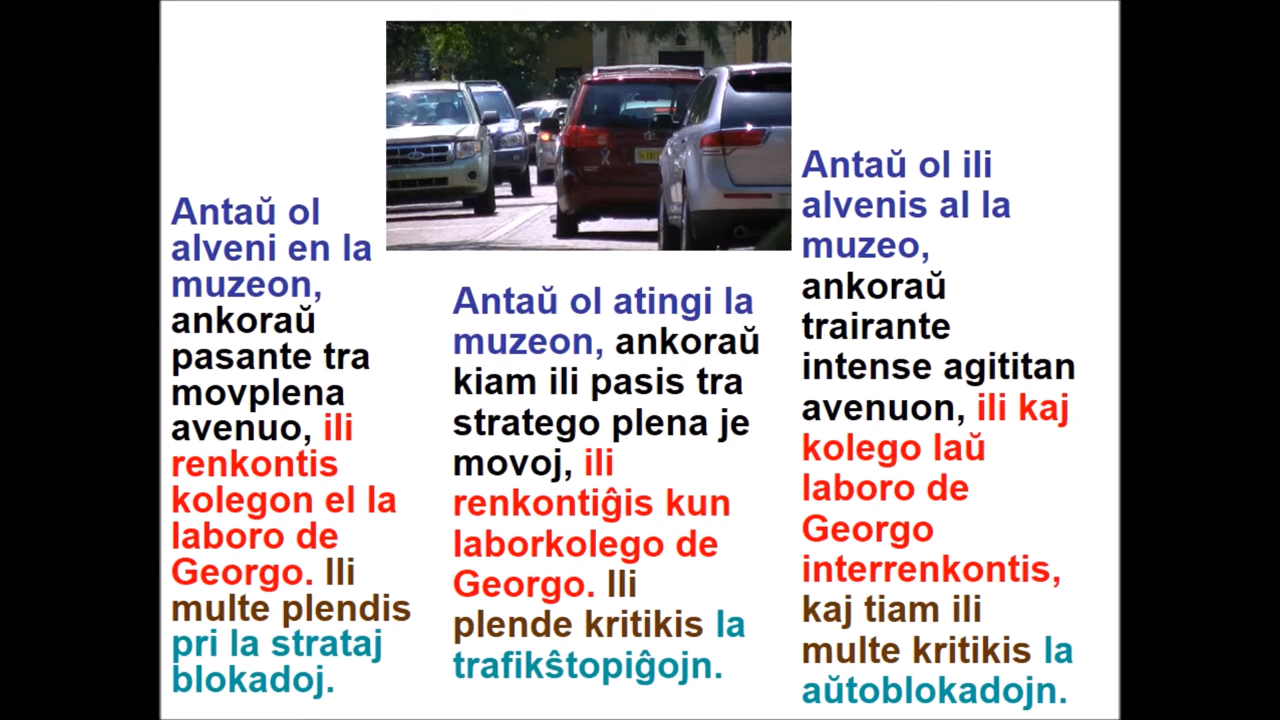 Antaŭ ol
alveni en la
muzeon,
ankoraŭ
pasante tra
movplena
avenuo, ili
renkontis
kolegon el la
laboro de
Georgo. Ili
multe plendis
pri la strataj
blokadoj.
Antaŭ ol atingi la
muzeon, ankoraŭ
kiam ili pasis tra
stratego plena je
movoj, ili
renkontiĝis kun
laborkolego de
Georgo. Ili
plende kritikis la
trafikŝtopiĝojn.
Antaŭ ol ili
alvenis al la
muzeo,
ankoraŭ
trairante
intense agititan
avenuon, ili kaj
kolego laŭ
laboro de
Georgo
interrenkontis,
kaj tiam ili
multe kritikis la
aŭtoblokadojn.